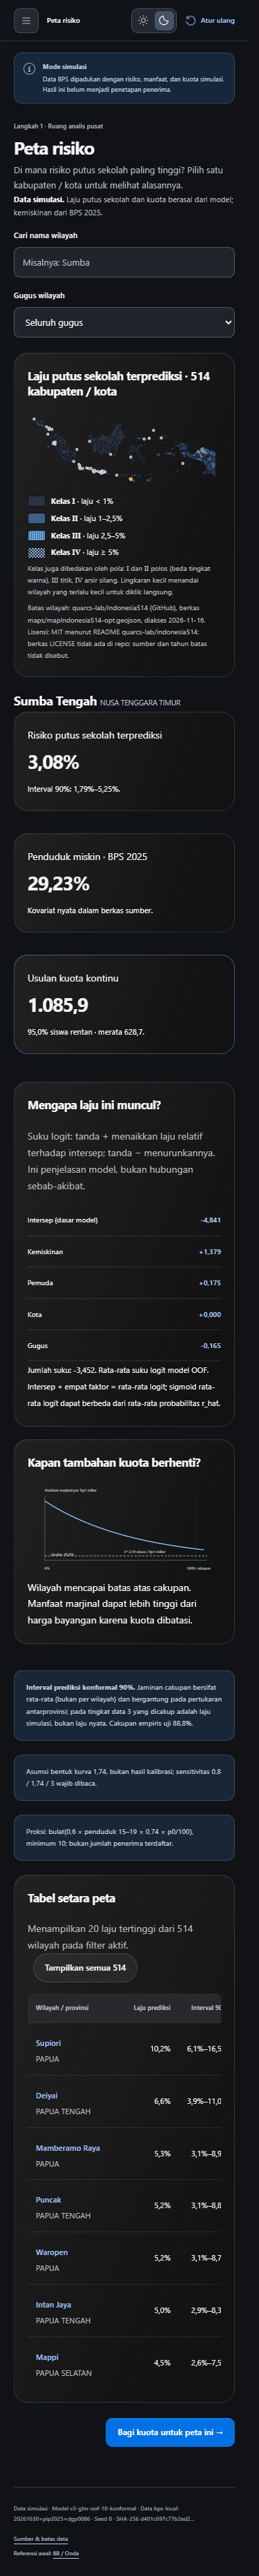 Peta risiko
Atur ulang
Mode simulasi
Data BPS dipadukan dengan risiko, manfaat, dan kuota simulasi.
Hasil ini belum menjadi penetapan penerima.
Langkah 1 · Ruang analis pusat
Peta risiko
Di mana risiko putus sekolah paling tinggi? Pilih satu
kabupaten / kota untuk melihat alasannya.
Data simulasi. Laju putus sekolah dan kuota berasal dari model;
kemiskinan dari BPS 2025.
Cari nama wilayah
Misalnya: Sumba
Gugus wilayah
Seluruh gugus
Laju putus sekolah terprediksi · 514
kabupaten / kota
Kelas I · laju < 1%
Kelas II · laju 1–2,5%
Kelas III · laju 2,5–5%
Kelas IV · laju ≥ 5%
Kelas juga dibedakan oleh pola: I dan II polos (beda tingkat
warna), III titik, IV arsir silang. Lingkaran kecil menandai
wilayah yang terlalu kecil untuk diklik langsung.
Batas wilayah: quarcs-lab/indonesia514 (GitHub), berkas
maps/mapIndonesia514-opt.geojson, diakses 2026-11-16.
Lisensi: MIT menurut README quarcs-lab/indonesia514;
berkas LICENSE tidak ada di repo; sumber dan tahun batas
tidak disebut.
Sumba Tengah NUSA TENGGARA TIMUR
Risiko putus sekolah terprediksi
3,08%
Interval 90%: 1,79%–5,25%.
Penduduk miskin · BPS 2025
29,23%
Kovariat nyata dalam berkas sumber.
Usulan kuota kontinu
1.085,9
95,0% siswa rentan · merata 628,7.
Mengapa laju ini muncul?
Suku logit: tanda + menaikkan laju relatif
terhadap intersep; tanda − menurunkannya.
Ini penjelasan model, bukan hubungan
sebab-akibat.
Intersep (dasar model) -4,841
Kemiskinan +1,379
Pemuda +0,175
Kota +0,000
Gugus -0,165
Jumlah suku: -3,452. Rata-rata suku logit model OOF.
Intersep + empat faktor = rata-rata logit; sigmoid rata-
rata logit dapat berbeda dari rata-rata probabilitas r_hat.
Kapan tambahan kuota berhenti?
Wilayah mencapai batas atas cakupan.
Manfaat marjinal dapat lebih tinggi dari
harga bayangan karena kuota dibatasi.
Interval prediksi konformal 90%. Jaminan cakupan bersifat
rata-rata (bukan per wilayah) dan bergantung pada pertukaran
antarprovinsi; pada tingkat data 3 yang dicakup adalah laju
simulasi, bukan laju nyata. Cakupan empiris uji 88,8%.
Asumsi bentuk kurva 1,74, bukan hasil kalibrasi; sensitivitas 0,8
/ 1,74 / 3 wajib dibaca.
Proksi: bulat(0,6 × penduduk 15–19 × 0,74 × p0/100),
minimum 10; bukan jumlah penerima terdaftar.
Tabel setara peta
Menampilkan 20 laju tertinggi dari 514
wilayah pada filter aktif.
Tampilkan semua 514
Wilayah / provinsi Laju prediksi Interval 90
Supiori
PAPUA
10,2% 6,1%–16,5
Deiyai
PAPUA TENGAH
6,6% 3,9%–11,0
Mamberamo Raya
PAPUA
5,3% 3,1%–8,9
Puncak
PAPUA TENGAH
5,2% 3,1%–8,8
Waropen
PAPUA
5,2% 3,1%–8,7
Intan Jaya
PAPUA TENGAH
5,0% 2,9%–8,3
Mappi
PAPUA SELATAN
4,5% 2,6%–7,5
Bagi kuota untuk peta ini →
Sumber & batas data
Referensi awal: BB / Onda